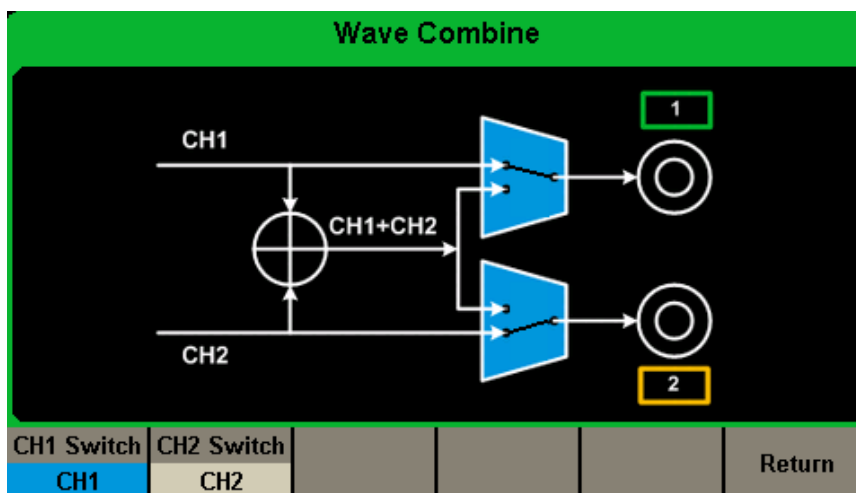 Wave Combine
1
CH1
CH1+CH2
CH2
2
CH1 Switch CH2 Switch
CH1 CH2
Return